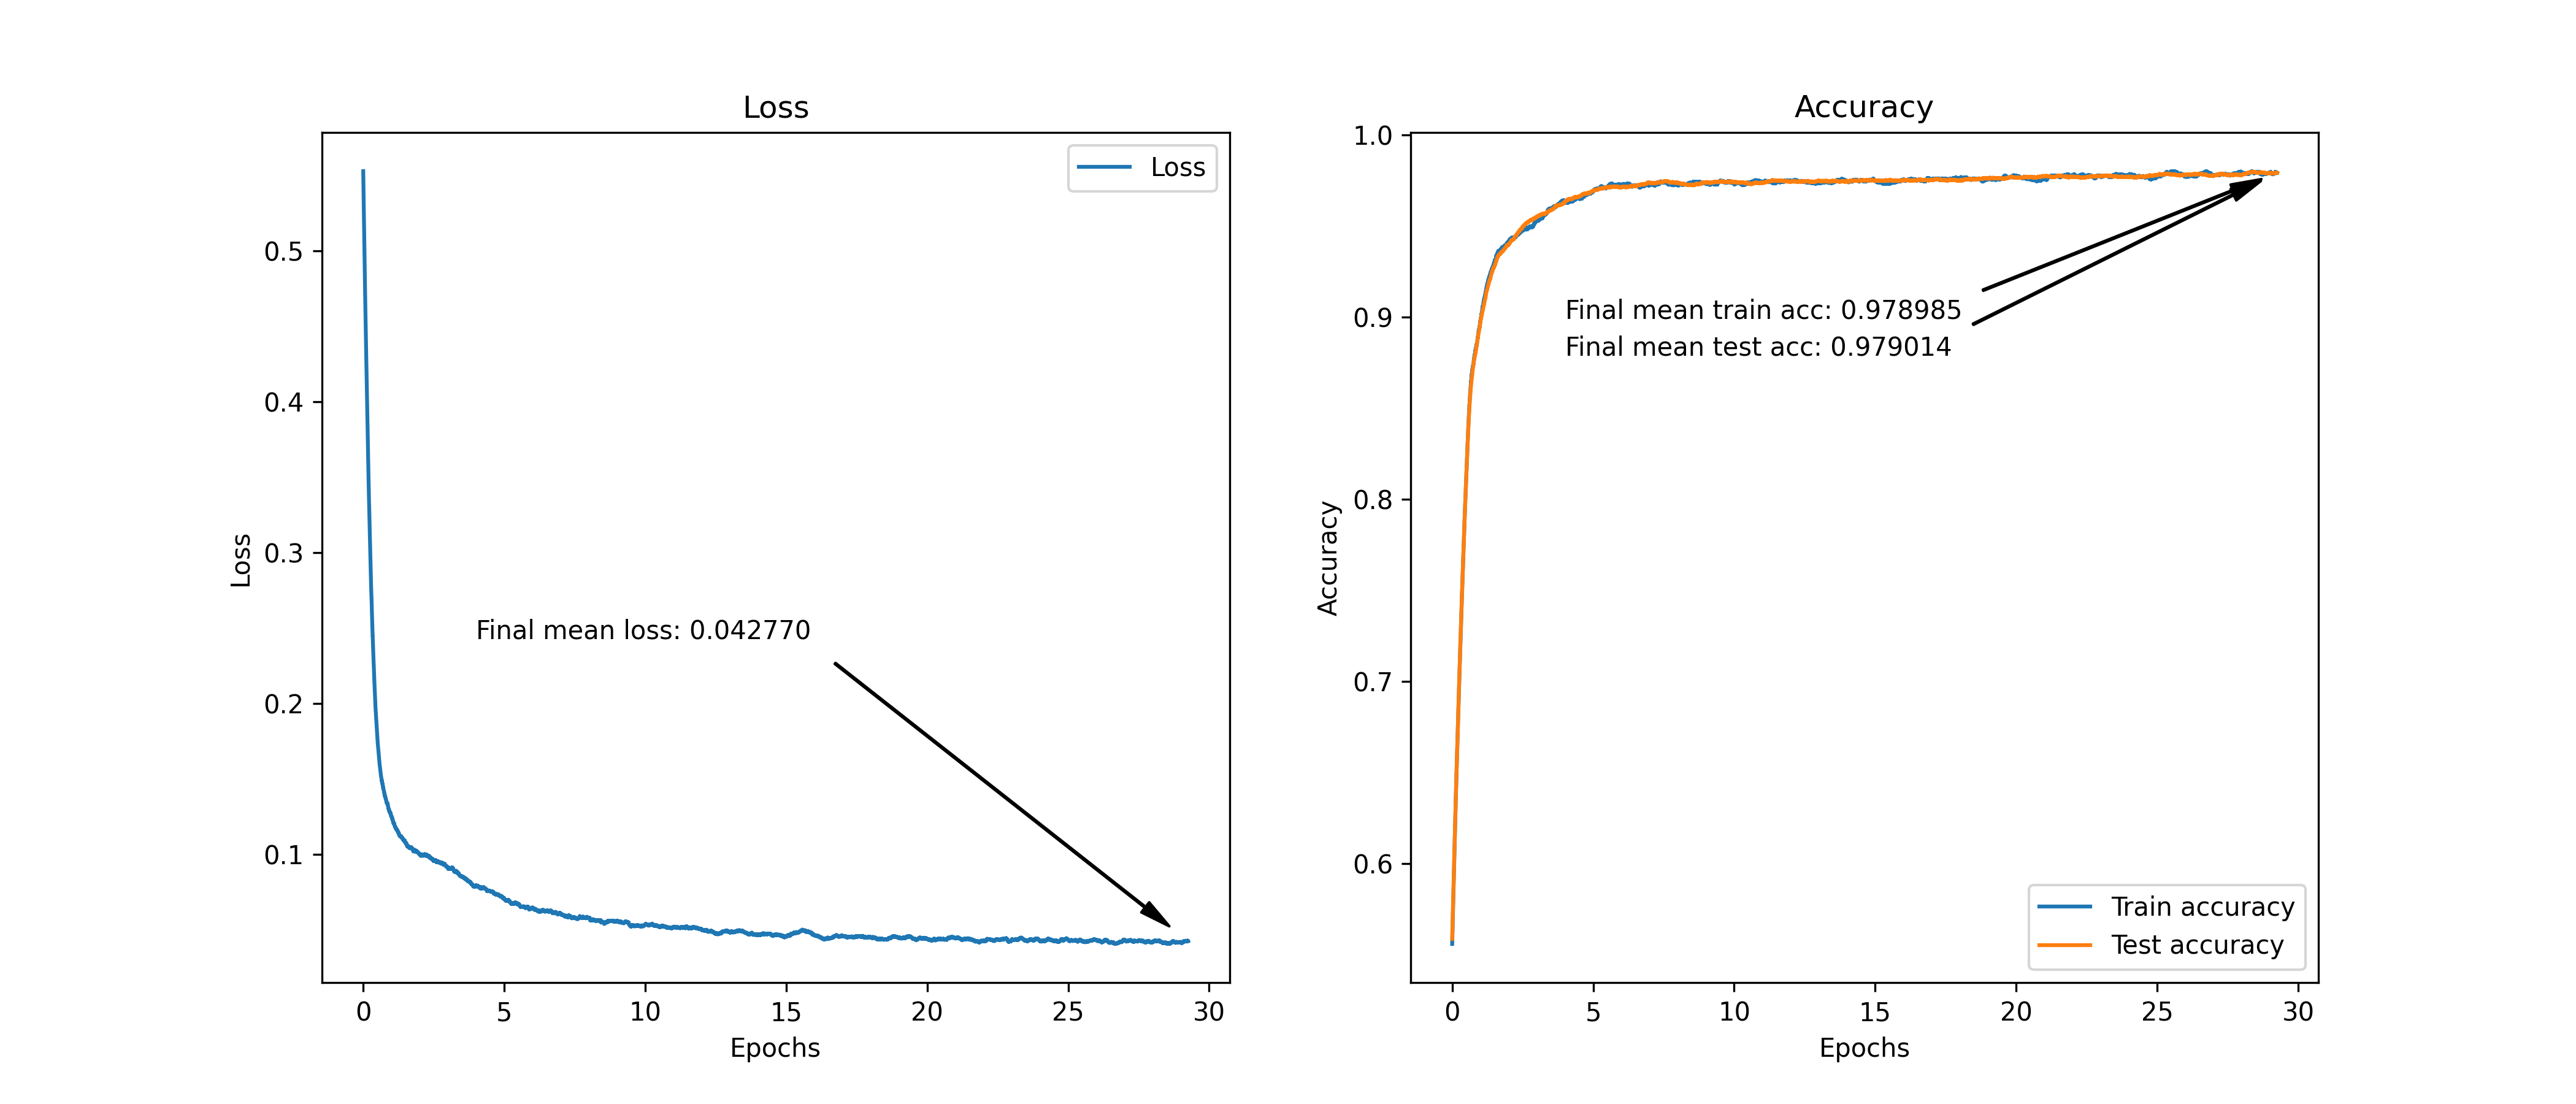 Loss
Loss
0.5
0.4
0.3
0.2
0.1
Loss
Final mean loss: 0.042770
0 5 10 15 20 25 30
Epochs
Accuracy
1.0
0.9
0.8
0.7
0.6
Accuracy
Final mean train acc: 0.978985
Final mean test acc: 0.979014
Train accuracy
Test accuracy
0 5 10 15 20 25 30
Epochs